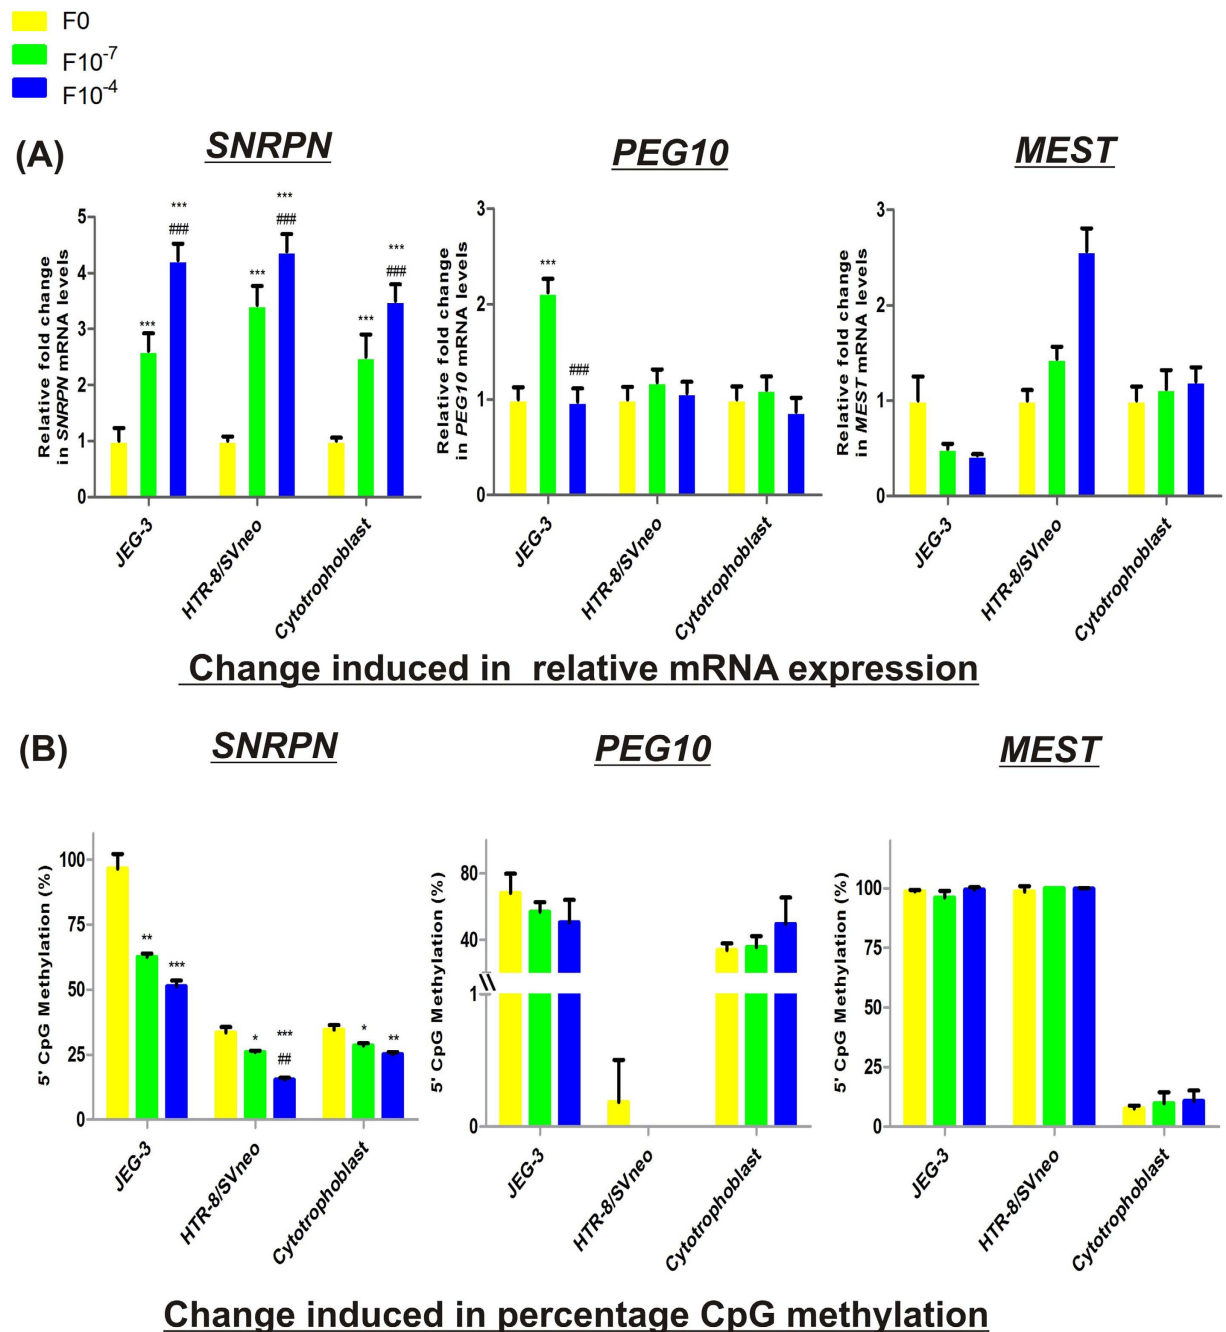 F0
F10-7
F10-4
(A)
SNRPN
PEG10
MEST
Relative fold change
in SNRPN mRNA levels
5
4
3
2
1
0
***
***
###
***
***
###
***
***
###
JEG-3
HTR-8/SVneo
Cytotrophoblast
Relative fold change
in PEG10 mRNA levels
3
2
1
0
***
###
JEG-3
HTR-8/SVneo
Cytotrophoblast
Relative fold change
in MEST mRNA levels
3
2
1
0
JEG-3
HTR-8/SVneo
Cytotrophoblast
Change induced in relative mRNA expression
(B)
SNRPN
PEG10
MEST
5' CpG Methylation (%)
100
75
50
25
0
**
***
*
***
##
*
**
JEG-3
HTR-8/SVneo
Cytotrophoblast
5' CpG Methylation (%)
80
40
1
0
JEG-3
HTR-8/SVneo
Cytotrophoblast
5' CpG Methylation (%)
100
75
50
25
0
JEG-3
HTR-8/SVneo
Cytotrophoblast
Change induced in percentage CpG methylation